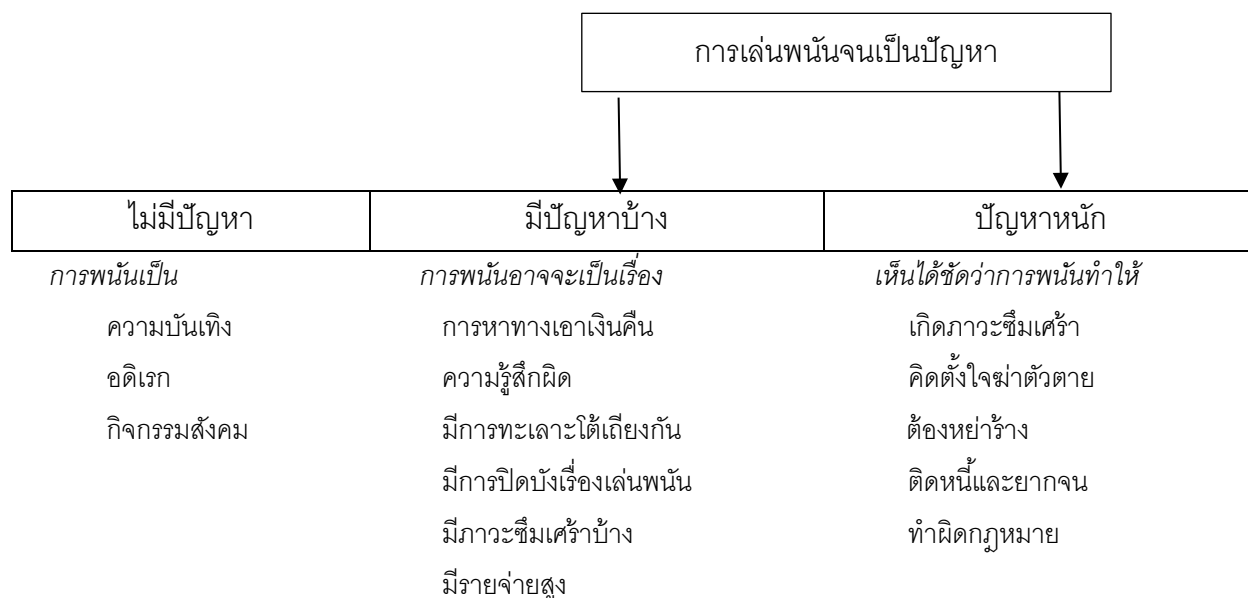 การเล่นพนันจนเป็นปัญหา
ไม่มีปัญหา
มีปัญหาบ้าง
ปัญหาหนัก
การพนันเป็น
ความบันเทิง
อดิเรก
กิจกรรมสังคม
การพนันอาจจะเป็นเรื่อง
การหาทางเอาเงินคืน
ความรู้สึกผิด
มีการทะเลาะโต้เถียงกัน
มีการปิดบังเรื่องเล่นพนัน
มีภาวะซึมเศร้าบ้าง
มีรายจ่ายสูง
เห็นได้ชัดว่าการพนันทำให้
เกิดภาวะซึมเศร้า
คิดตั้งใจฆ่าตัวตาย
ต้องหย่าร้าง
ติดหนี้และยากจน
ทำผิดกฎหมาย